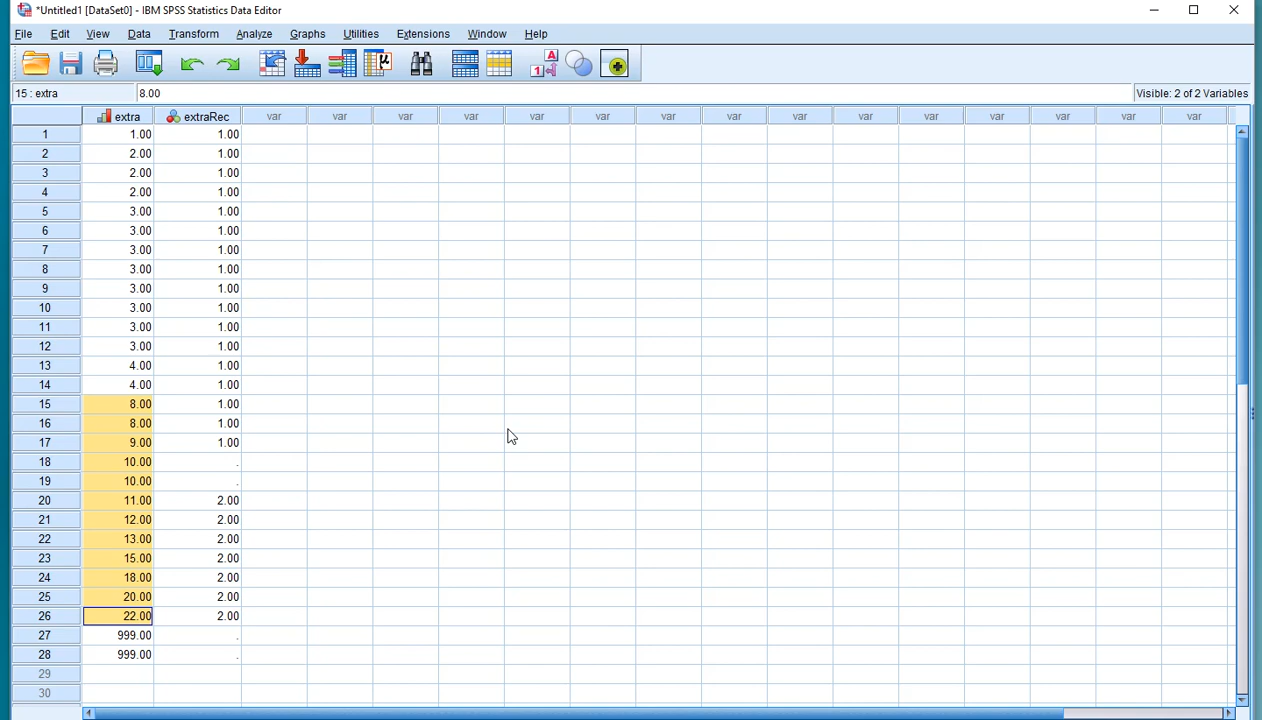 *Untitled1 [DataSet0] - IBM SPSS Statistics Data Editor
File Edit View Data Transform Analyze Graphs Utilities Extensions Window Help
μ A 1
15 : extra 8.00 Visible: 2 of 2 Variables
extra extraRec var var var var var var var var var var var var var var var
1 1.00 1.00
2 2.00 1.00
3 2.00 1.00
4 2.00 1.00
5 3.00 1.00
6 3.00 1.00
7 3.00 1.00
8 3.00 1.00
9 3.00 1.00
10 3.00 1.00
11 3.00 1.00
12 3.00 1.00
13 4.00 1.00
14 4.00 1.00
15 8.00 1.00
16 8.00 1.00
17 9.00 1.00
18 10.00 .
19 10.00 .
20 11.00 2.00
21 12.00 2.00
22 13.00 2.00
23 15.00 2.00
24 18.00 2.00
25 20.00 2.00
26 22.00 2.00
27 999.00 .
28 999.00 .
29
30